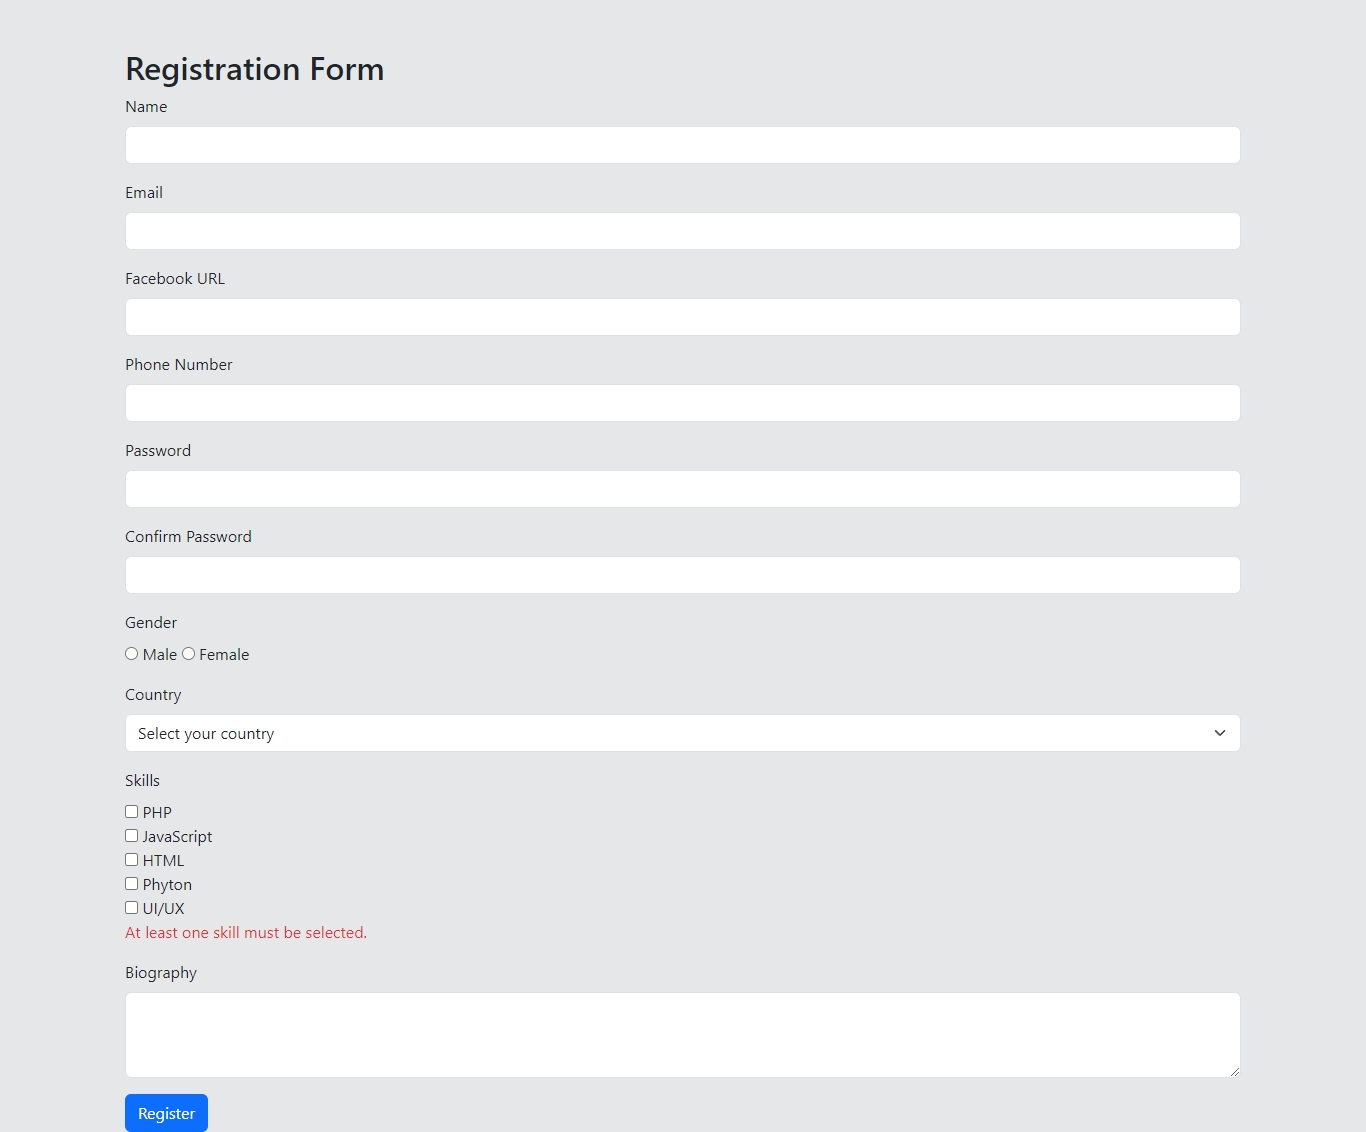 Registration Form
Name
Email
Facebook URL
Phone Number
Password
Confirm Password
Gender
Male Female
Country
Select your country
Skills
PHP
JavaScript
HTML
Phyton
UI/UX
At least one skill must be selected.
Biography
Register